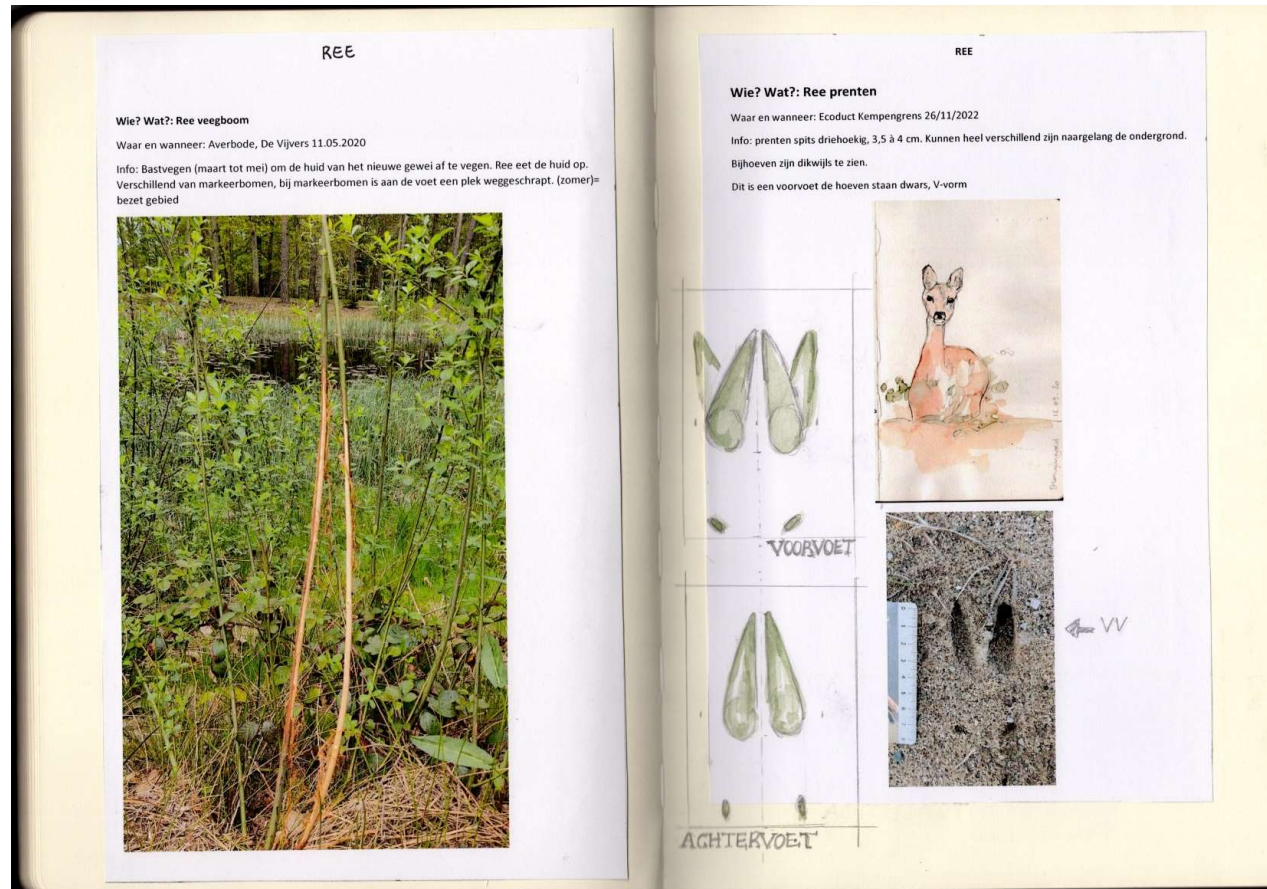 REE
Wie? Wat?: Ree veegboom
Waar en wanneer: Averbode, De Vijvers 11.05.2020
Info: Bastvegen (maart tot mei) om de huid van het nieuwe gewei af te vegen. Ree eet de huid op.
Verschillend van markeerbomen, bij markeerbomen is aan de voet een plek weggeschrapt. (zomer)=
bezet gebied
REE
Wie? Wat?: Ree prenten
Waar en wanneer: Ecoduct Kempengrens 26/11/2022
Info: prenten spits driehoekig, 3,5 à 4 cm. Kunnen heel verschillend zijn naargelang de ondergrond.
Bijhoeven zijn dikwijls te zien.
Dit is een voorvoet de hoeven staan dwars, V-vorm
VOORVOET
VV
ACHTERVOET